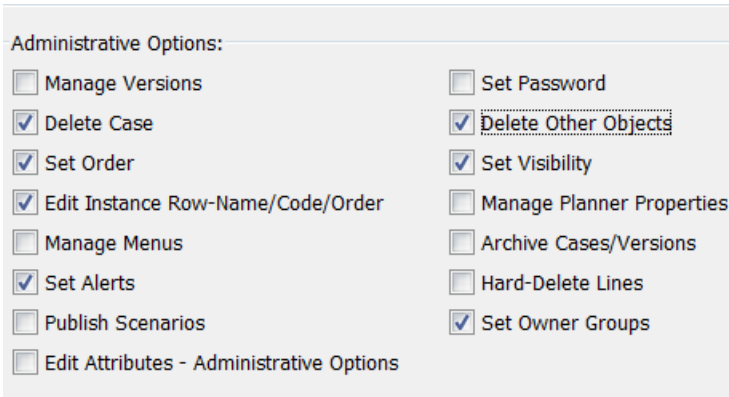 Administrative Options:
Manage Versions
Set Password
Delete Case
Delete Other Objects
Set Order
Set Visibility
Edit Instance Row-Name/Code/Order
Manage Planner Properties
Manage Menus
Archive Cases/Versions
Set Alerts
Hard-Delete Lines
Publish Scenarios
Set Owner Groups
Edit Attributes - Administrative Options